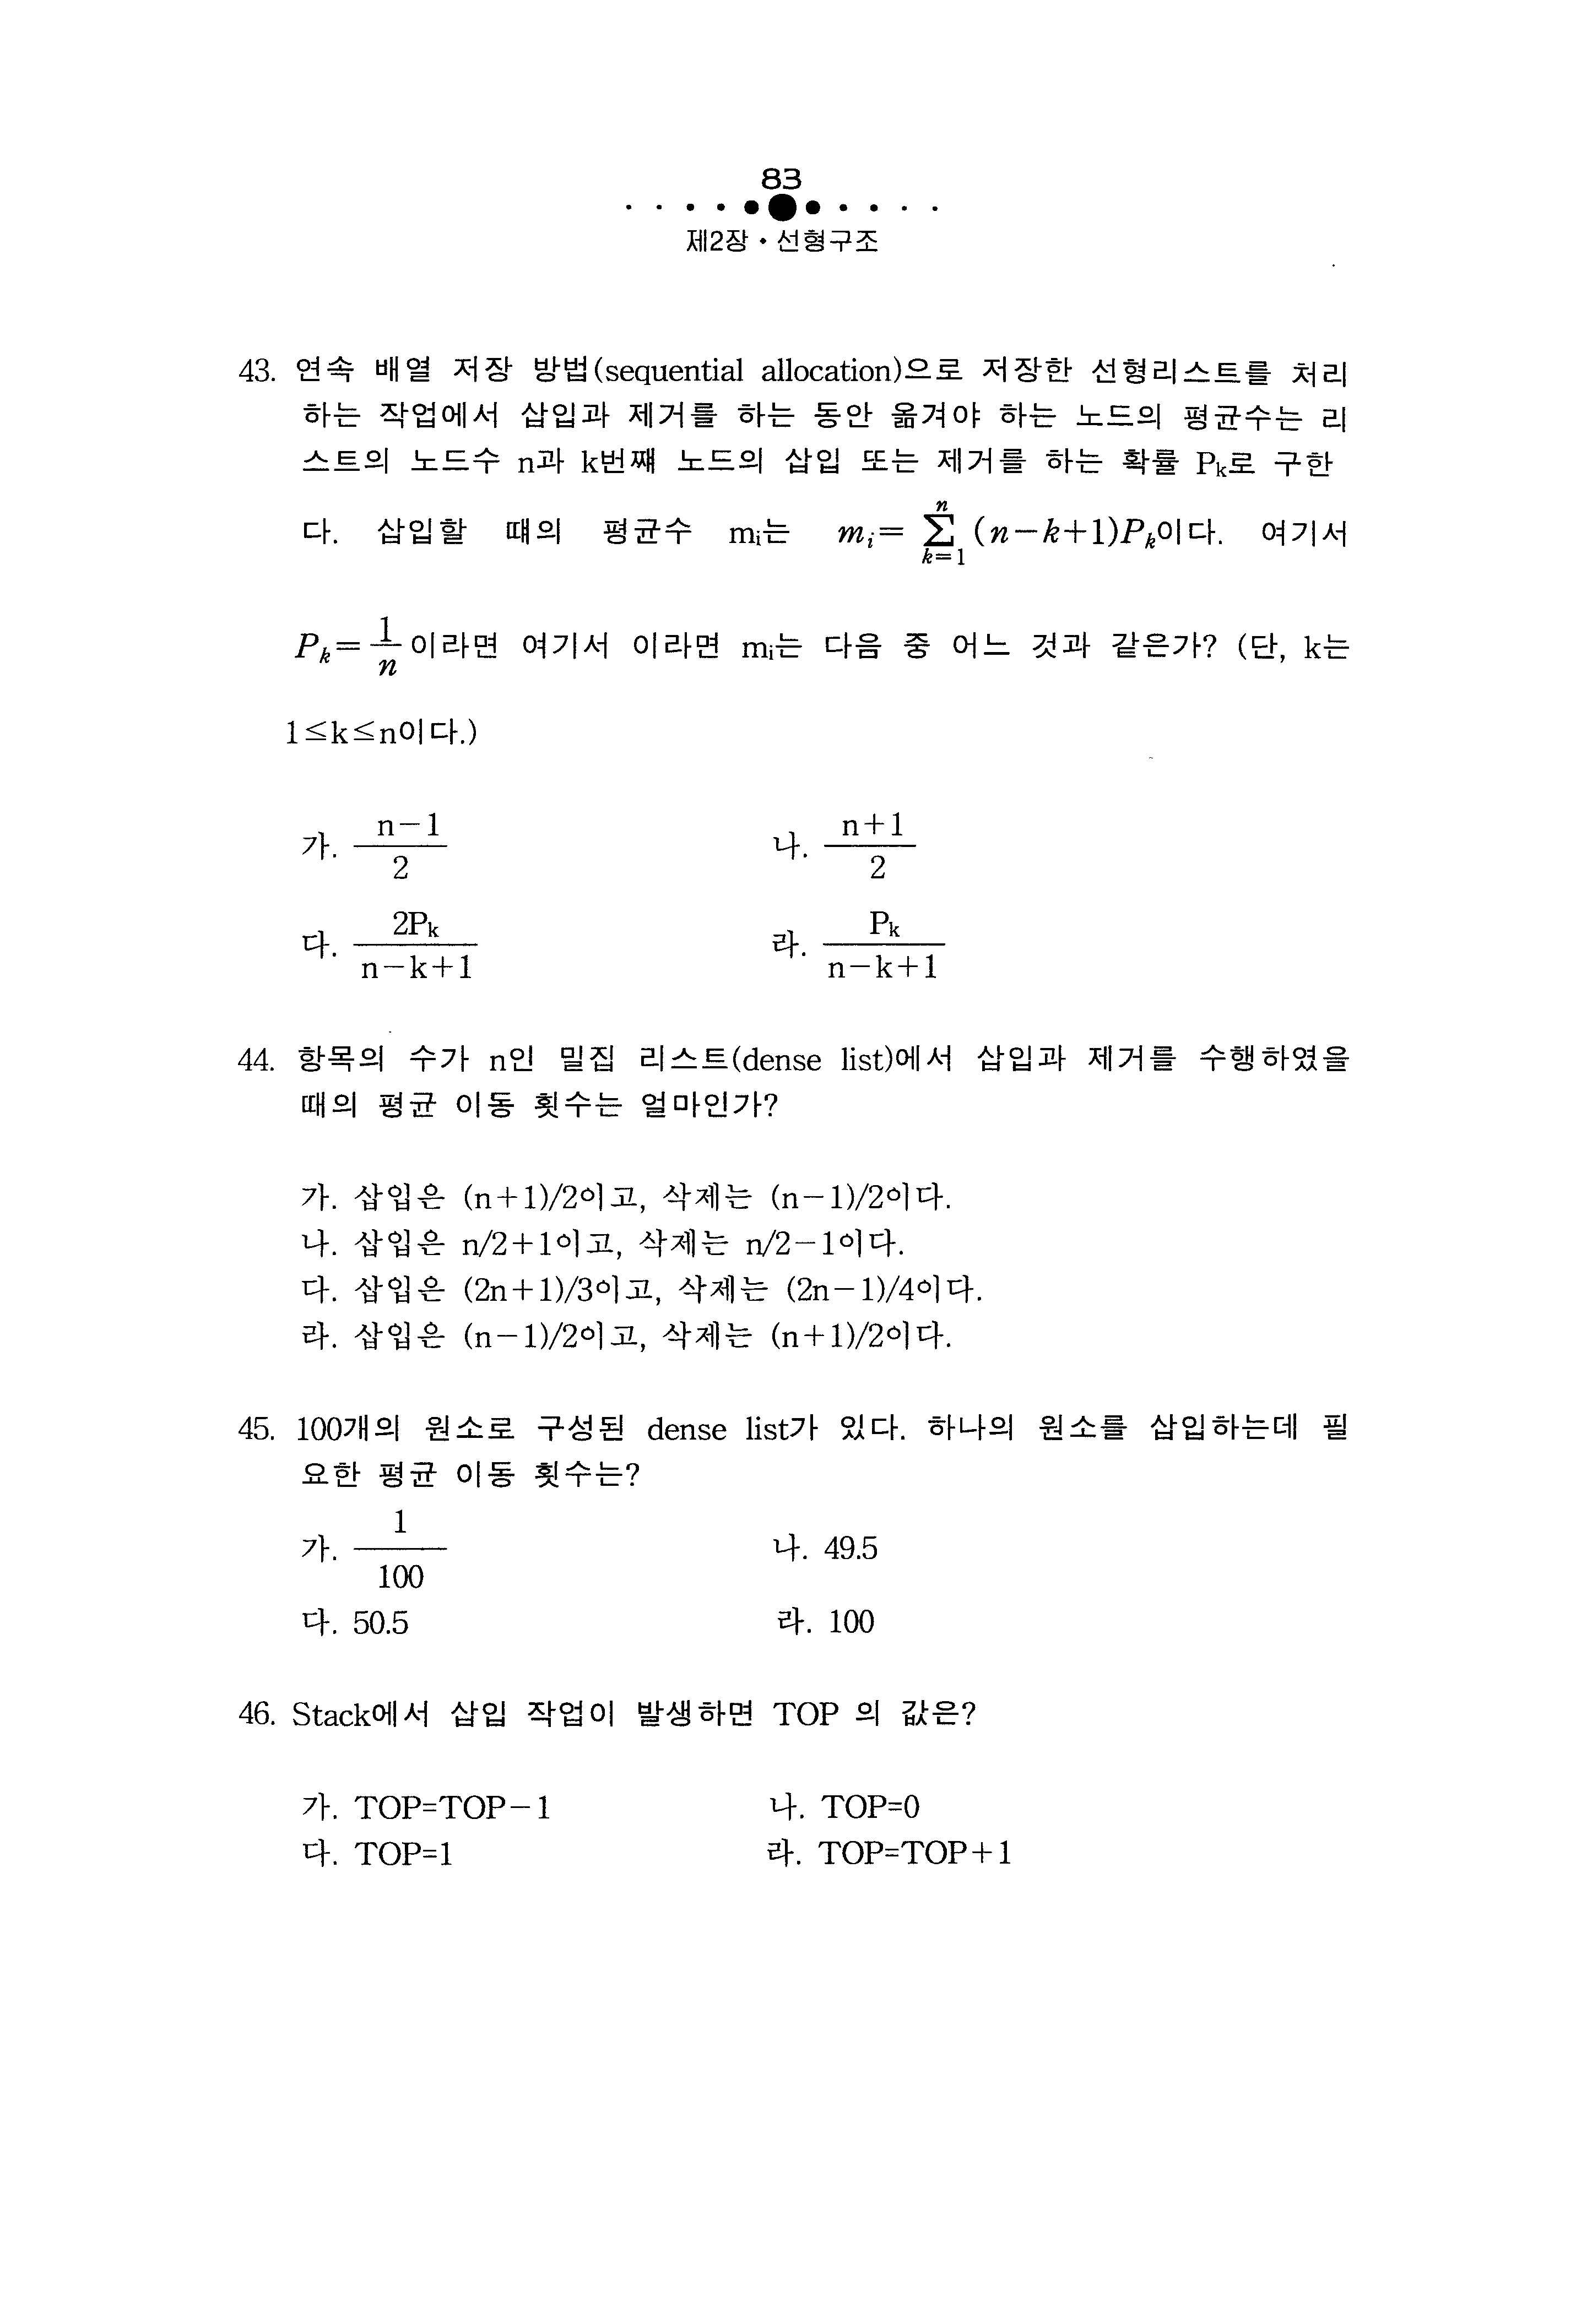 83
제2장 • 선형구조
43. 연속 배열 저장 방법(sequential allocation)으로 저장한 선형리스트를 처리
하는 작업에서 삽입과 제거를 하는 동안 옮겨야 하는 노드의 평균수는 리
스트의 노드수 n과 k번째 노드의 삽입 또는 제거를 하는 확률 Pk로 구한
다. 삽입할 때의 평균수 mi는 m_i = \sum_{k=1}^{n} (n-k+1)P_k이다. 여기서
P_k = \frac{1}{n}이라면 여기서 이라면 mi는 다음 중 어느 것과 같은가? (단, k는
1≤k≤n이다.)
가. \frac{n-1}{2} 나. \frac{n+1}{2}
다. \frac{2P_k}{n-k+1} 라. \frac{P_k}{n-k+1}
44. 항목의 수가 n인 밀집 리스트(dense list)에서 삽입과 제거를 수행하였을
때의 평균 이동 횟수는 얼마인가?
가. 삽입은 (n+1)/2이고, 삭제는 (n-1)/2이다.
나. 삽입은 n/2+1이고, 삭제는 n/2-1이다.
다. 삽입은 (2n+1)/3이고, 삭제는 (2n-1)/4이다.
라. 삽입은 (n-1)/2이고, 삭제는 (n+1)/2이다.
45. 100개의 원소로 구성된 dense list가 있다. 하나의 원소를 삽입하는데 필
요한 평균 이동 횟수는?
가. \frac{1}{100} 나. 49.5
다. 50.5 라. 100
46. Stack에서 삽입 작업이 발생하면 TOP 의 값은?
가. TOP=TOP-1 나. TOP=0
다. TOP=1 라. TOP=TOP+1